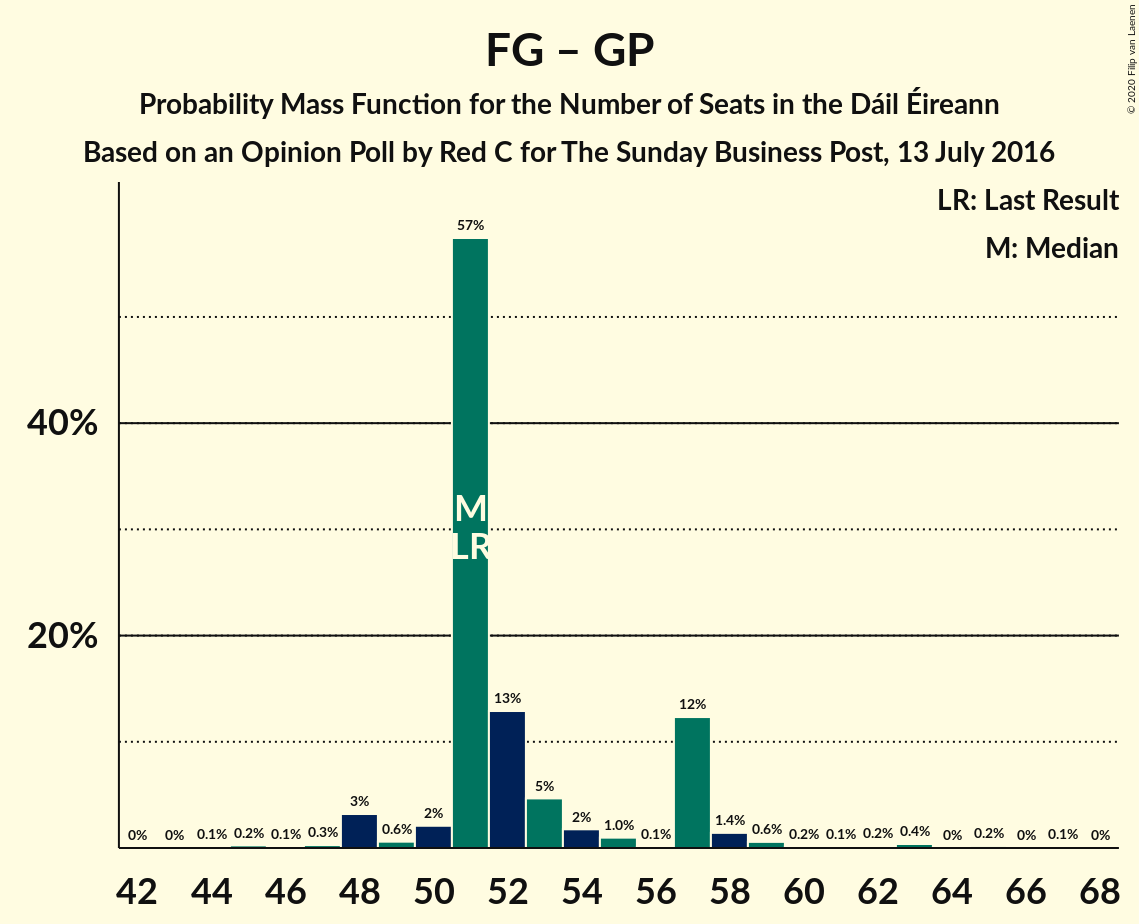 FG – GP
Probability Mass Function for the Number of Seats in the Dáil Éireann
Based on an Opinion Poll by Red C for The Sunday Business Post, 13 July 2016
© 2020 Filip van Laenen
LR: Last Result
M: Median
57%
40%
M
LR
20%
13%
12%
5%
3%
2%
2%
1.4%
1.0%
0% 0% 0.1% 0.2% 0.1% 0.3% 0.6% 0.1% 0.6% 0.2% 0.1% 0.2% 0.4% 0% 0.2% 0% 0.1% 0%
42 44 46 48 50 52 54 56 58 60 62 64 66 68